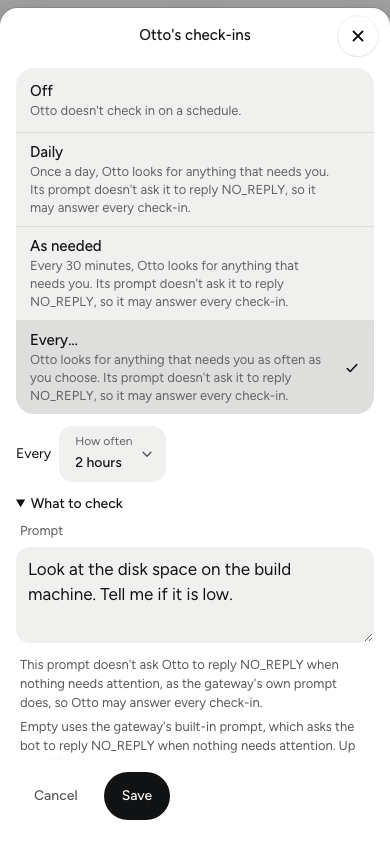 Otto's check-ins
Off
Otto doesn't check in on a schedule.
Daily
Once a day, Otto looks for anything that needs you.
Its prompt doesn't ask it to reply NO_REPLY, so it
may answer every check-in.
As needed
Every 30 minutes, Otto looks for anything that
needs you. Its prompt doesn't ask it to reply
NO_REPLY, so it may answer every check-in.
Every...
Otto looks for anything that needs you as often as
you choose. Its prompt doesn't ask it to reply
NO_REPLY, so it may answer every check-in.
Every
How often
2 hours
What to check
Prompt
Look at the disk space on the build
machine. Tell me if it is low.
This prompt doesn't ask Otto to reply NO_REPLY when
nothing needs attention, as the gateway's own prompt
does, so Otto may answer every check-in.
Empty uses the gateway's built-in prompt, which asks the
bot to reply NO_REPLY when nothing needs attention. Up
Cancel
Save